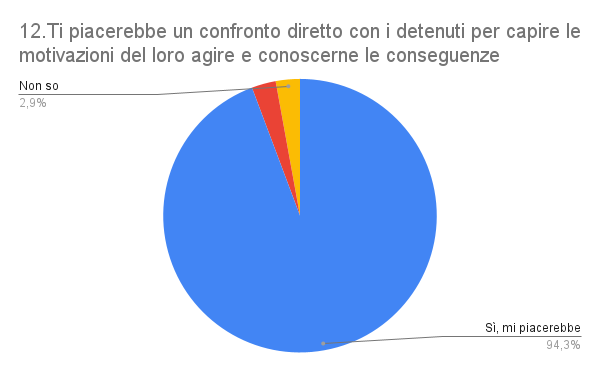 12.Ti piacerebbe un confronto diretto con i detenuti per capire le
motivazioni del loro agire e conoscerne le conseguenze
Non so
2,9%
Sì, mi piacerebbe
94,3%